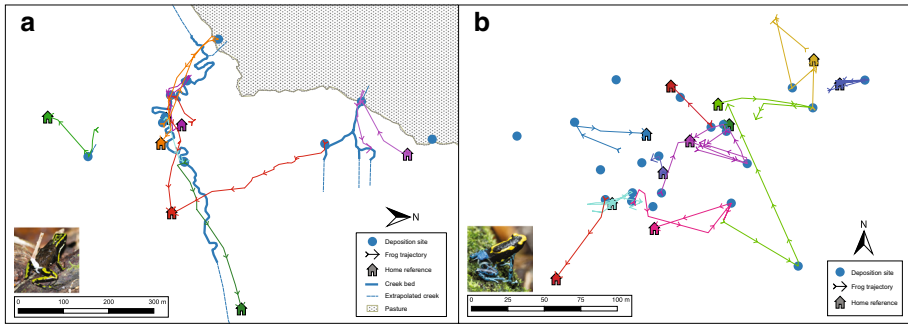 a
N
Deposition site
Frog trajectory
Home reference
Creek bed
Extrapolated creek
Pasture
0 100 200 300 m
b
N
Deposition site
Frog trajectory
Home reference
0 25 50 75 100 m